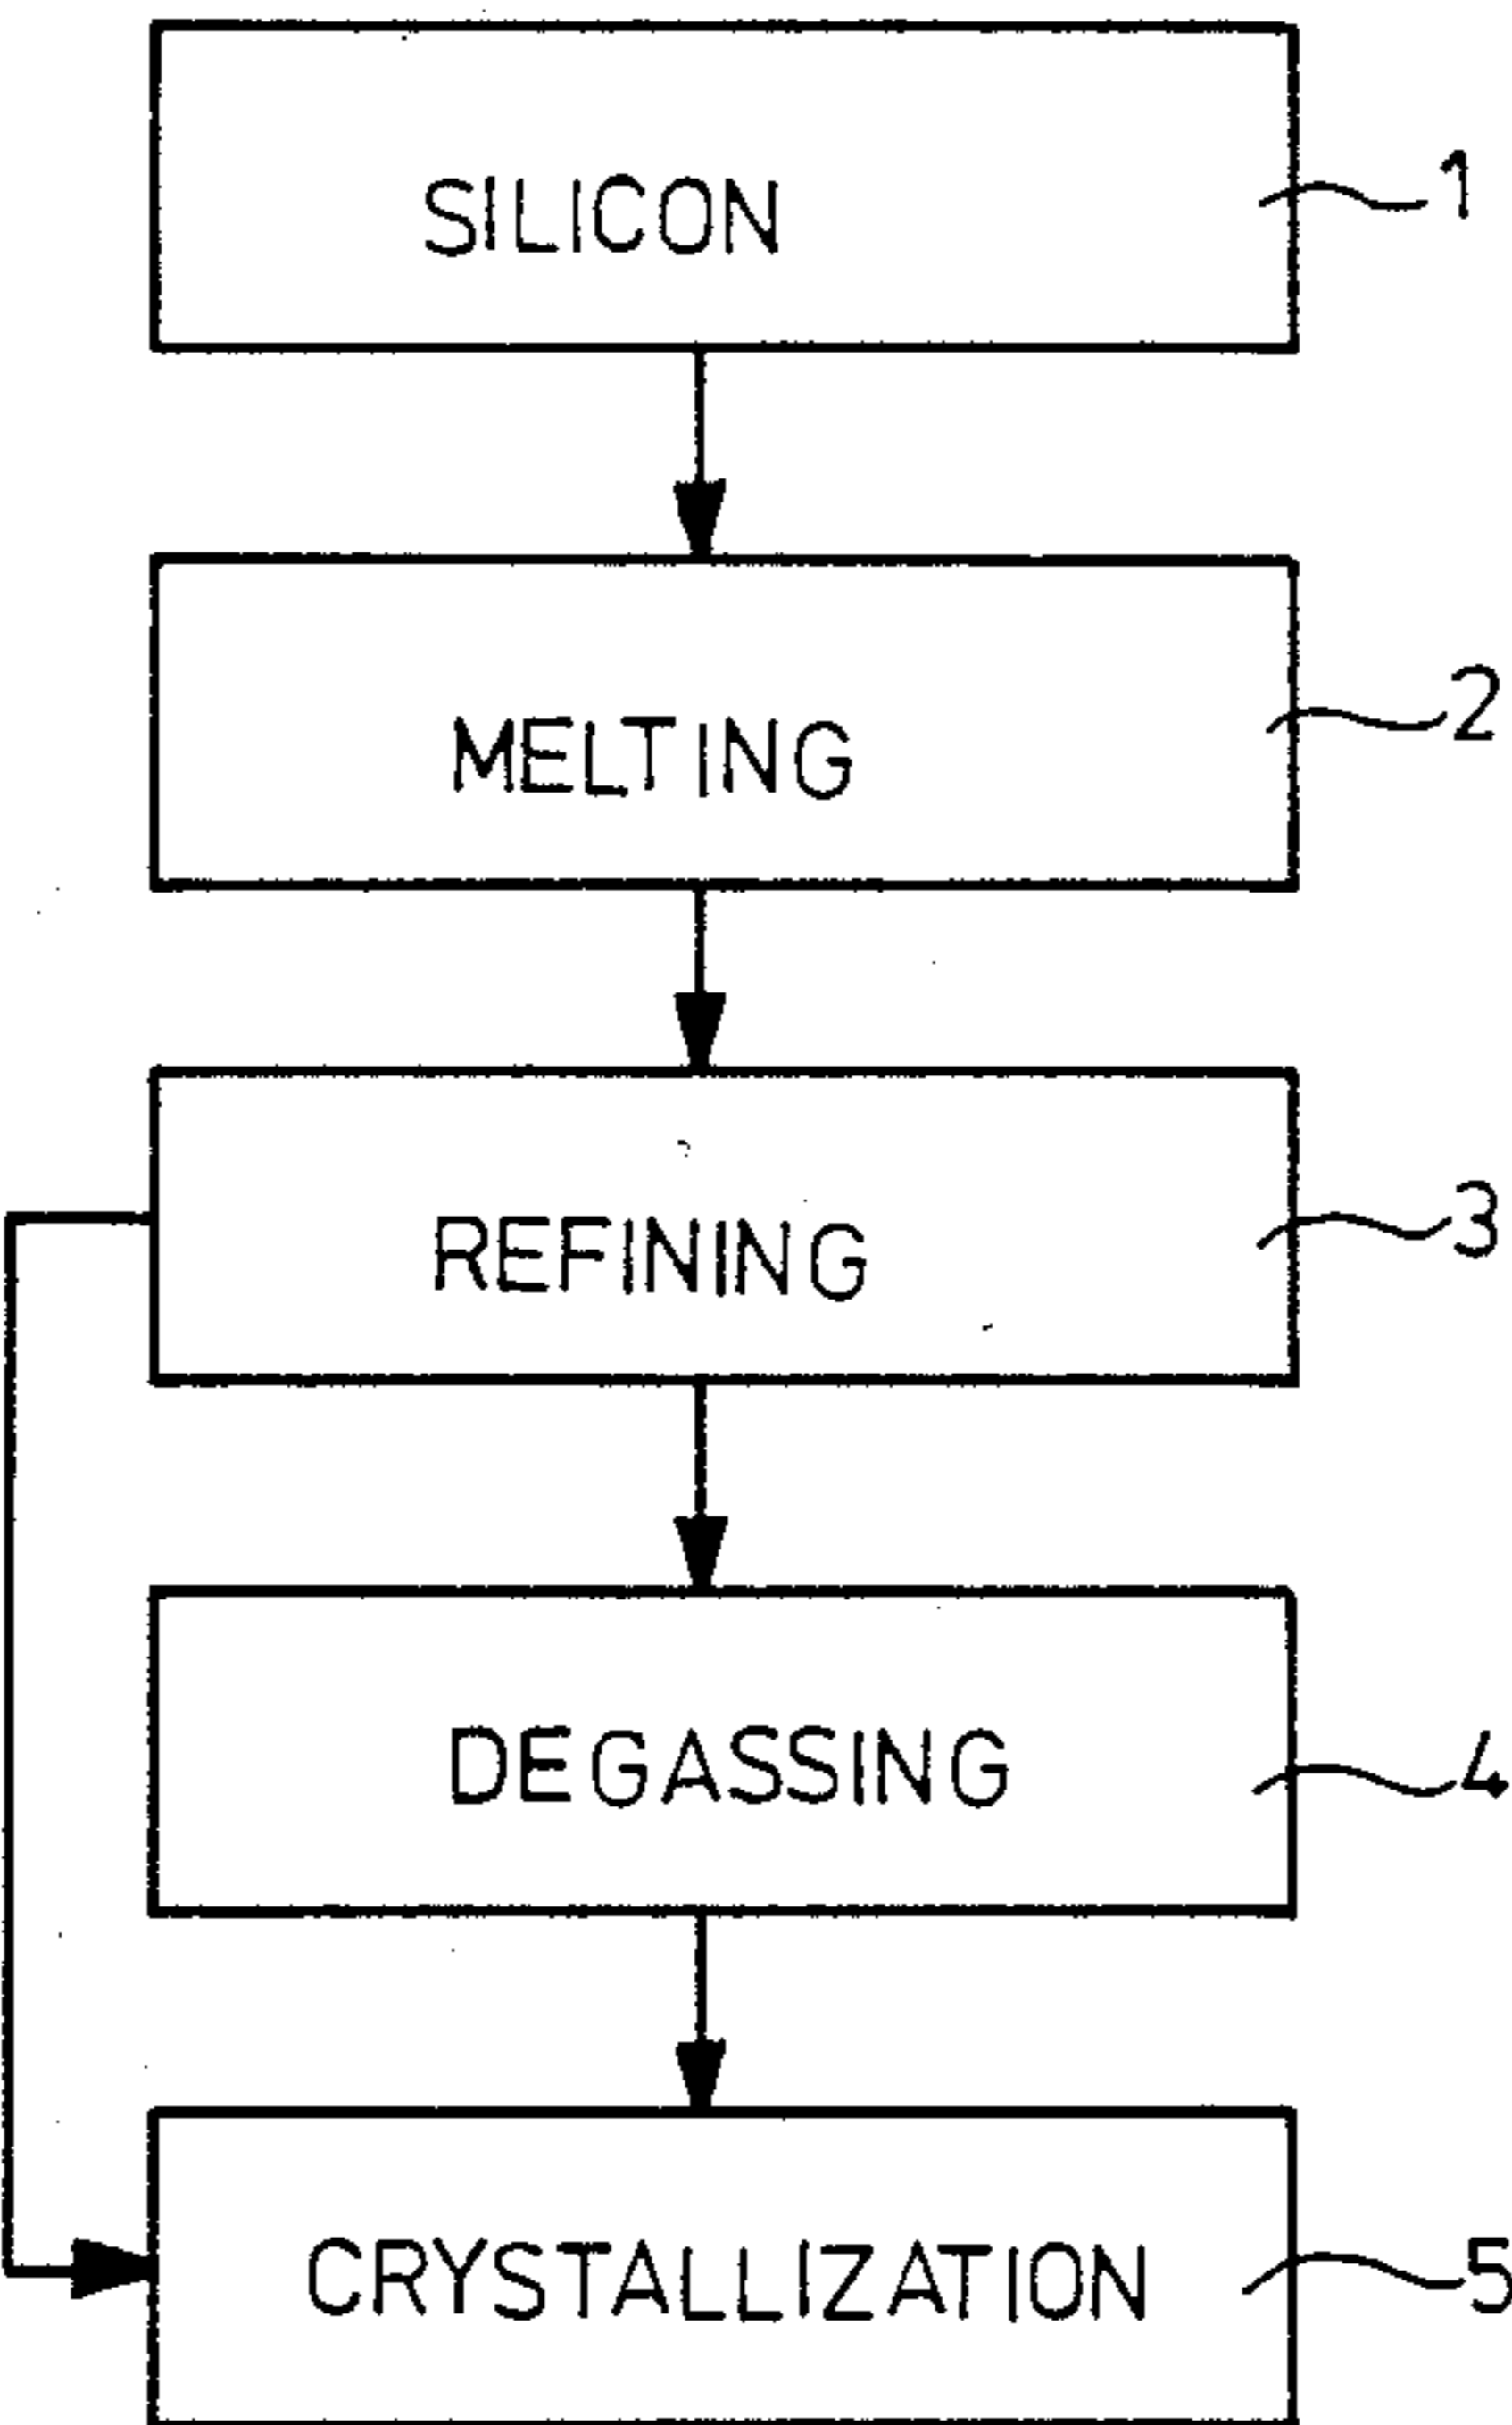 SILICON
1
MELTING
2
REFINING
3
DEGASSING
4
CRYSTALLIZATION
5